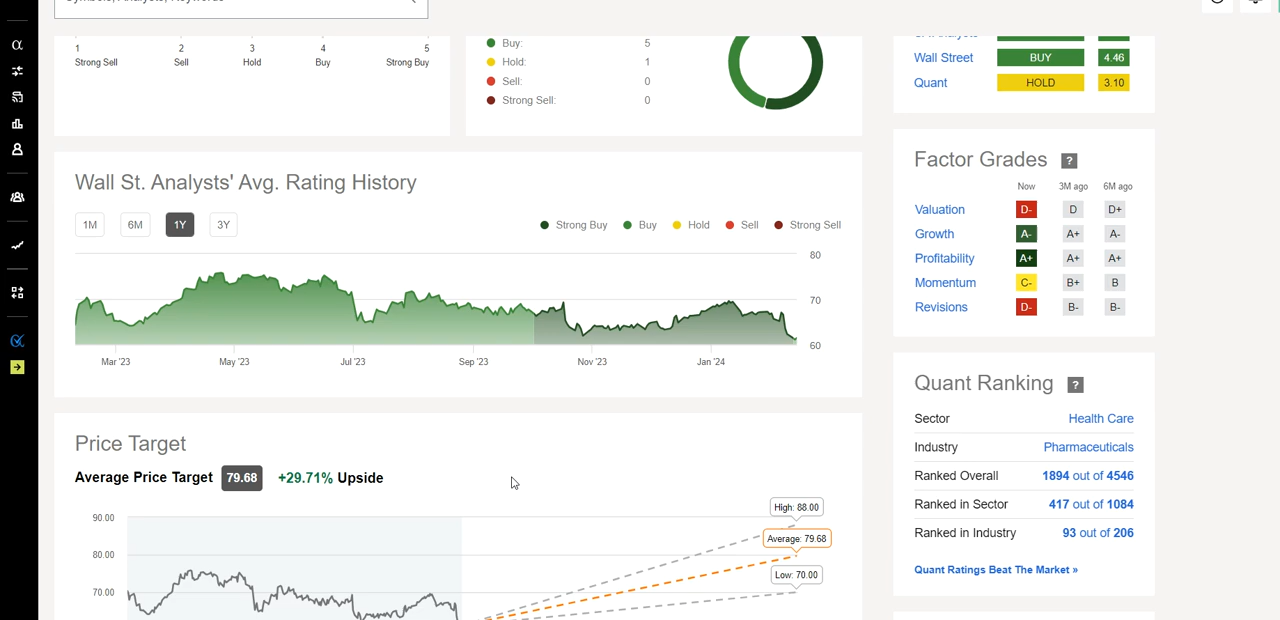 1 2 3 4 5
Strong Sell Sell Hold Buy Strong Buy
Buy: 5
Hold: 1
Sell: 0
Strong Sell: 0
Wall Street BUY 4.46
Quant HOLD 3.10
Wall St. Analysts' Avg. Rating History
1M 6M 1Y 3Y
Strong Buy Buy Hold Sell Strong Sell
80
70
60
Mar '23 May '23 Jul '23 Sep '23 Nov '23 Jan '24
Price Target
Average Price Target 79.68 +29.71% Upside
90.00
80.00
70.00
High: 88.00
Average: 79.68
Low: 70.00
Factor Grades ?
Now 3M ago 6M ago
Valuation D- D D+
Growth A- A+ A-
Profitability A+ A+ A+
Momentum C- B+ B
Revisions D- B- B-
Quant Ranking ?
Sector Health Care
Industry Pharmaceuticals
Ranked Overall 1894 out of 4546
Ranked in Sector 417 out of 1084
Ranked in Industry 93 out of 206
Quant Ratings Beat The Market »